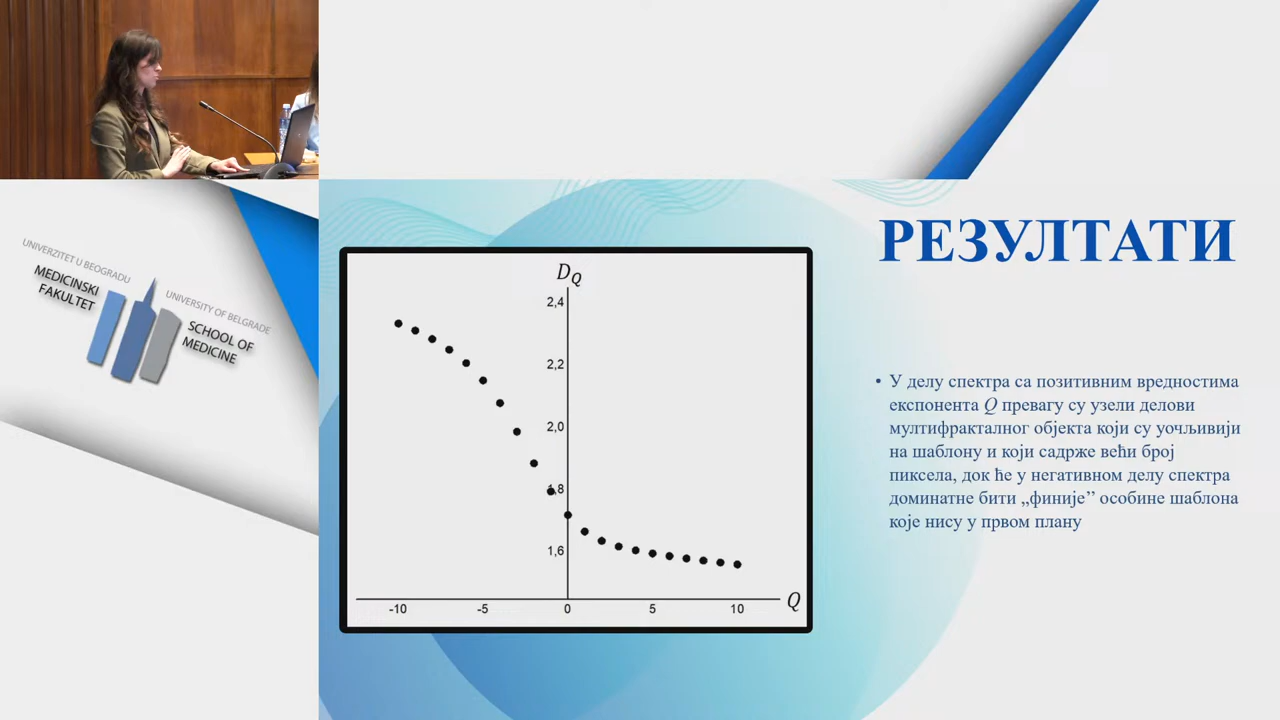 UNIVERZITET U BEOGRADU
MEDICINSKI
FAKULTET
UNIVERSITY OF BELGRADE
SCHOOL OF
MEDICINE
РЕЗУЛТАТИ
D_Q
2,4
2,2
2,0
1,8
1,6
-10 -5 0 5 10 Q
• У делу спектра са позитивним вредностима
експонента Q превагу су узели делови
мултифракталног објекта који су уочљивији
на шаблону и који садрже већи број
пиксела, док ће у негативном делу спектра
доминатне бити „финије” особине шаблона
које нису у првом плану